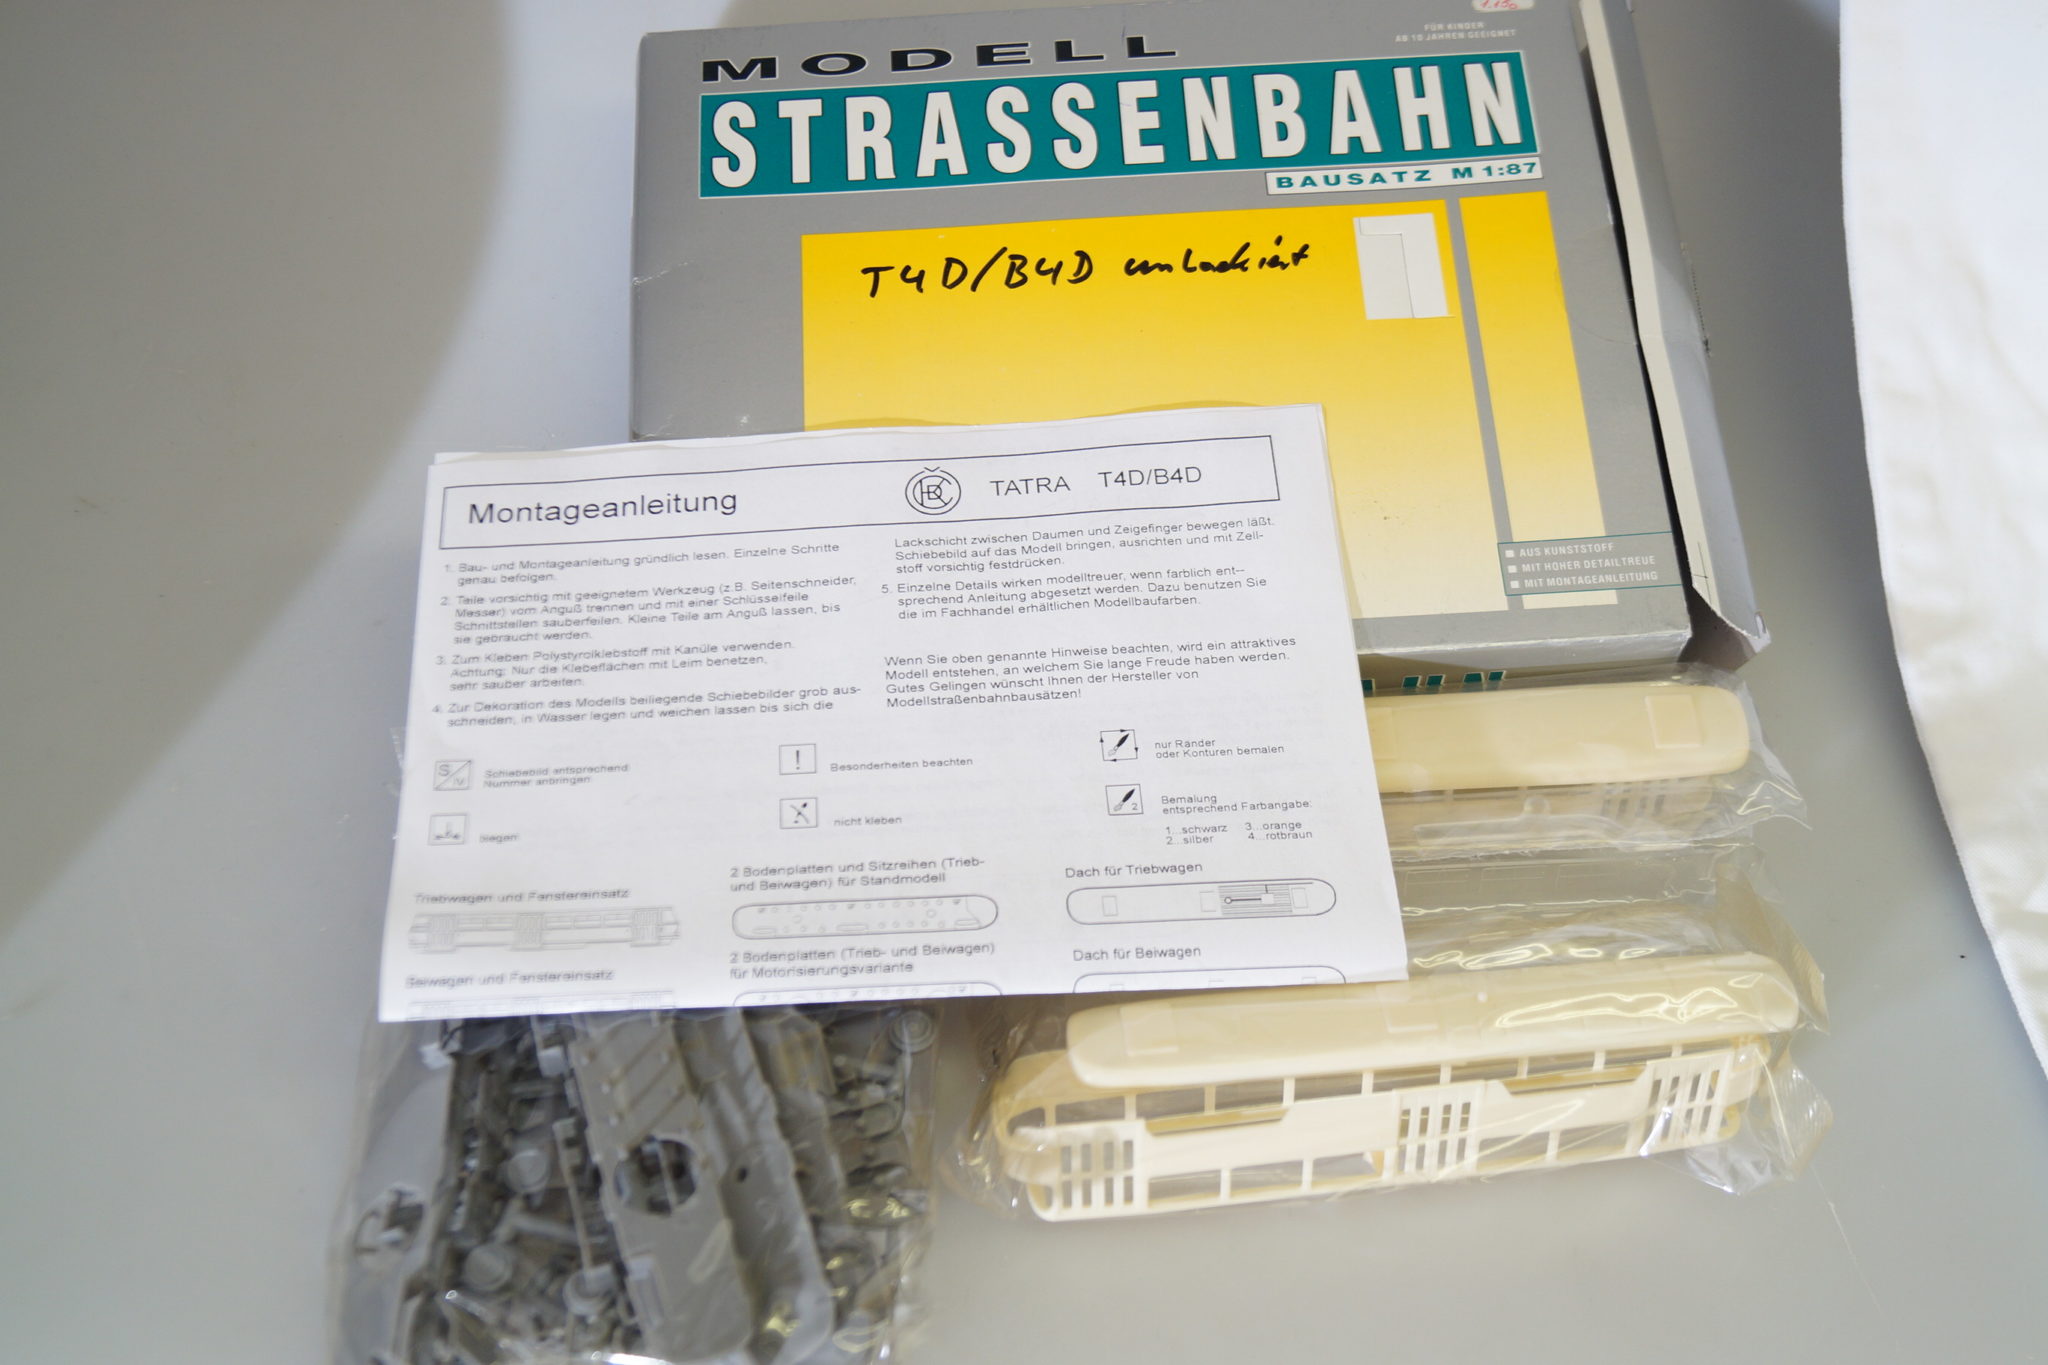 1.150
FÜR KINDER
AB 10 JAHREN GEEIGNET
MODELL
STRASSENBAHN
BAUSATZ M 1:87
T4D/B4D unlackiert
AUS KUNSTSTOFF
MIT HOHER DETAILTREUE
MIT MONTAGEANLEITUNG
Montageanleitung
TATRA T4D/B4D
1. Bau- und Montageanleitung gründlich lesen. Einzelne Schritte
genau befolgen.
2. Teile vorsichtig mit geeignetem Werkzeug (z.B. Seitenschneider,
Messer) vom Anguß trennen und mit einer Schlüsselfeile
Schnittstellen sauberfeilen. Kleine Teile am Anguß lassen, bis
sie gebraucht werden.
3. Zum Kleben Polystyrolklebstoff mit Kanüle verwenden.
Achtung: Nur die Klebeflächen mit Leim benetzen,
sehr sauber arbeiten.
4. Zur Dekoration des Modells beiliegende Schiebebilder grob aus-
schneiden, in Wasser legen und weichen lassen bis sich die
Lackschicht zwischen Daumen und Zeigefinger bewegen läßt.
Schiebebild auf das Modell bringen, ausrichten und mit Zell-
stoff vorsichtig festdrücken.
5. Einzelne Details wirken modelltreuer, wenn farblich ent-
sprechend Anleitung abgesetzt werden. Dazu benutzen Sie
die im Fachhandel erhältlichen Modellbaufarben.
Wenn Sie oben genannte Hinweise beachten, wird ein attraktives
Modell entstehen, an welchem Sie lange Freude haben werden.
Gutes Gelingen wünscht Ihnen der Hersteller von
Modellstraßenbahnbausätzen!
Schiebebild entsprechend
Nummer anbringen
Besonderheiten beachten
nur Ränder
oder Konturen bemalen
biegen
nicht kleben
2
Bemalung
entsprechend Farbangabe:
1...schwarz 3...orange
2...silber 4...rotbraun
Triebwagen und Fenstereinsatz
2 Bodenplatten und Sitzreihen (Trieb-
und Beiwagen) für Standmodell
Dach für Triebwagen
Beiwagen und Fenstereinsatz
2 Bodenplatten (Trieb- und Beiwagen)
für Motorisierungsvariante
Dach für Beiwagen